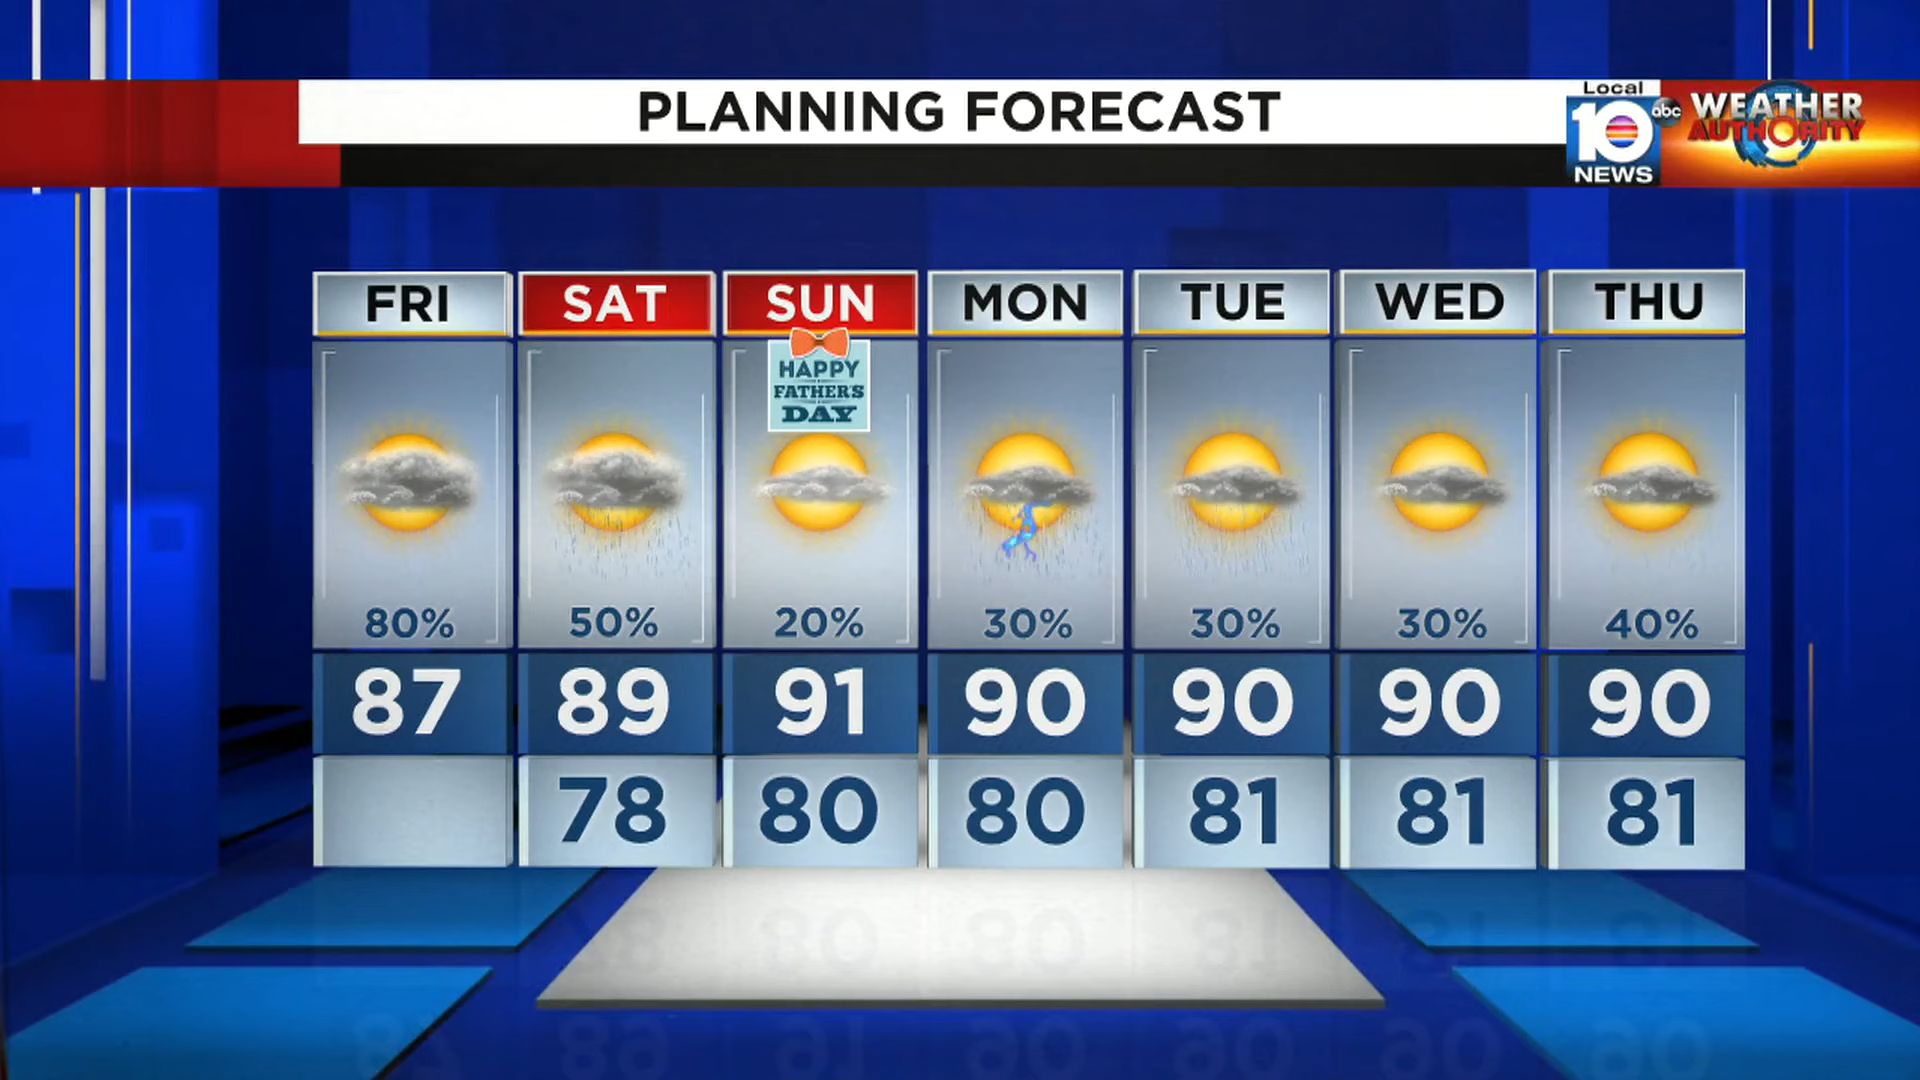 PLANNING FORECAST
Local
10
abc
NEWS
WEATHER
AUTHORITY
FRI SAT SUN MON TUE WED THU
HAPPY
FATHER'S
DAY
80% 50% 20% 30% 30% 30% 40%
87 89 91 90 90 90 90
78 80 80 81 81 81